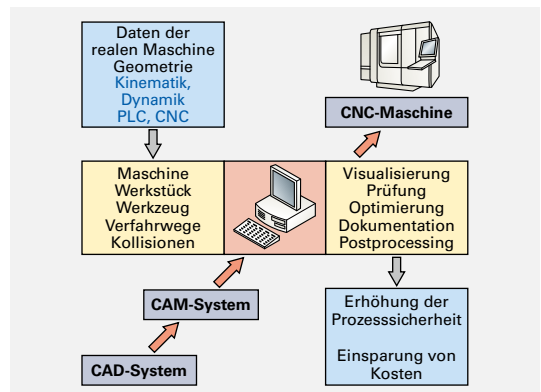 Daten der
realen Maschine
Geometrie
Kinematik,
Dynamik
PLC, CNC
CNC-Maschine
Maschine
Werkstück
Werkzeug
Verfahrwege
Kollisionen
Visualisierung
Prüfung
Optimierung
Dokumentation
Postprocessing
CAM-System
CAD-System
Erhöhung der
Prozesssicherheit
Einsparung von
Kosten